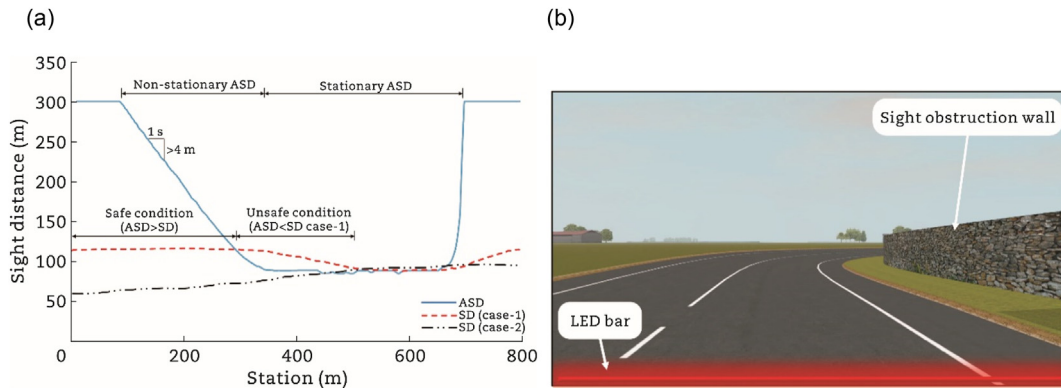 (a)
(b)
350
300
250
200
150
100
50
0
200
400
600
800
Sight distance (m)
Station (m)
Non-stationary ASD
Stationary ASD
1 s
>4 m
Safe condition
(ASD>SD)
Unsafe condition
(ASD<SD case-1)
ASD
SD (case-1)
SD (case-2)
Sight obstruction wall
LED bar